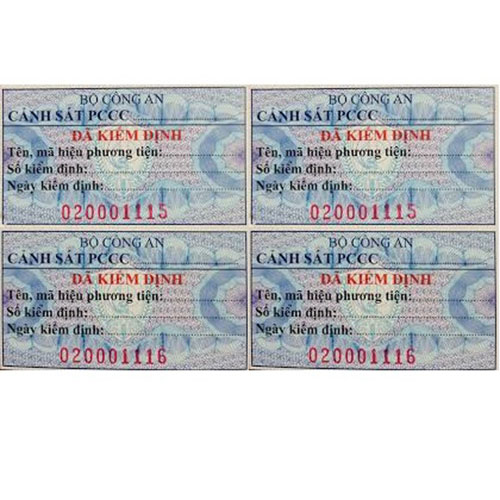 BỘ CÔNG AN
CẢNH SÁT PCCC
ĐÃ KIỂM ĐỊNH
Tên, mã hiệu phương tiện:
Số kiểm định:
Ngày kiểm định:
020001115
BỘ CÔNG AN
CẢNH SÁT PCCC
ĐÃ KIỂM ĐỊNH
Tên, mã hiệu phương tiện:
Số kiểm định:
Ngày kiểm định:
020001115
BỘ CÔNG AN
CẢNH SÁT PCCC
ĐÃ KIỂM ĐỊNH
Tên, mã hiệu phương tiện:
Số kiểm định:
Ngày kiểm định:
020001116
BỘ CÔNG AN
CẢNH SÁT PCCC
ĐÃ KIỂM ĐỊNH
Tên, mã hiệu phương tiện:
Số kiểm định:
Ngày kiểm định:
020001116